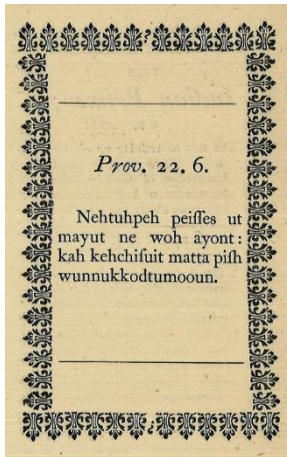 Prov. 22. 6.
Nehtuhpeh peiſſes ut
mayut ne woh ayont:
kah kehchiſuit matta piſh
wunnukkodtumooun.